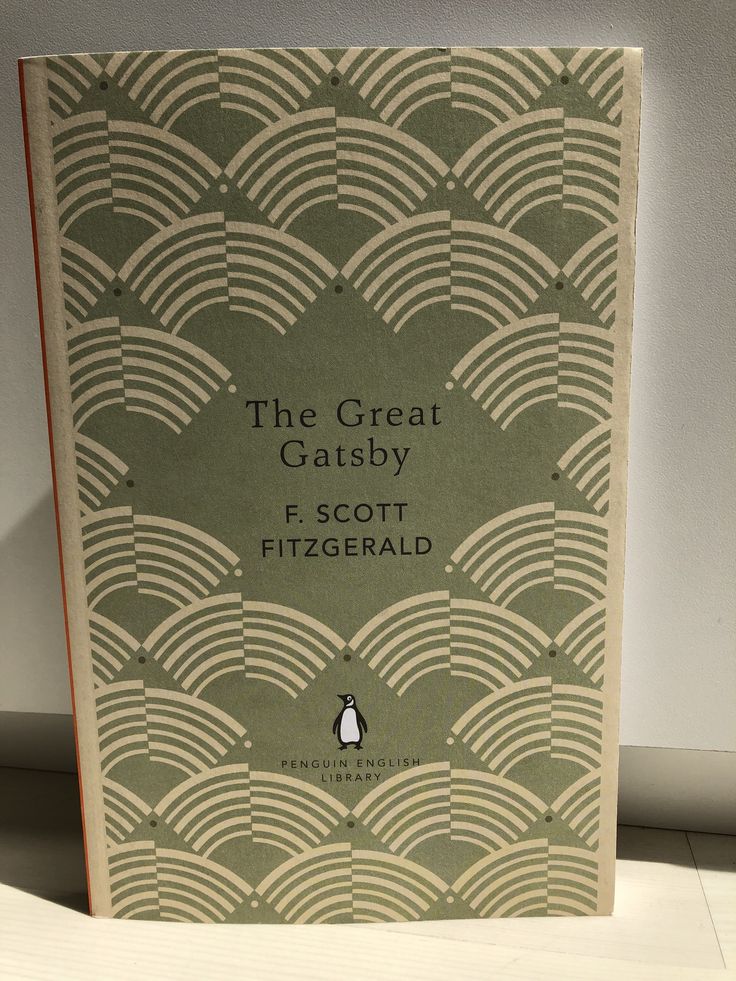 The Great
Gatsby
F. SCOTT
FITZGERALD
PENGUIN ENGLISH
LIBRARY